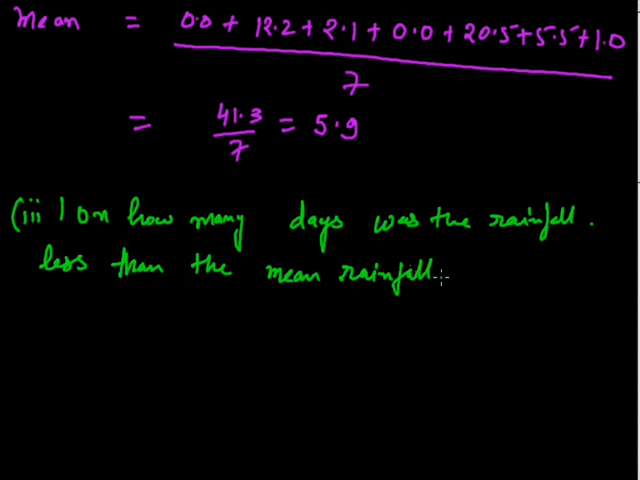 Mean = 0.0 + 12.2 + 2.1 + 0.0 + 20.5 + 5.5 + 1.0
7
= 41.3 / 7 = 5.9
(iii) on how many days was the rainfall.
less than the mean rainfall.